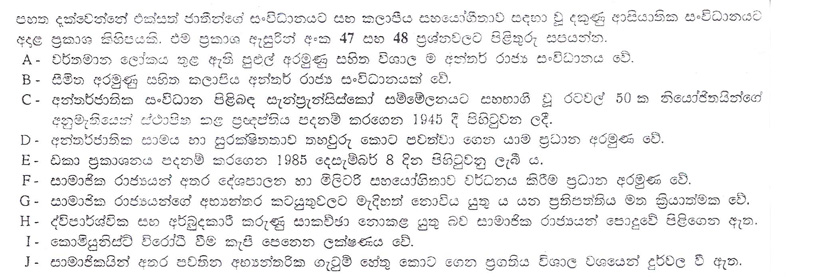 පහත දැක්වෙන්නේ එක්සත් ජාතීන්ගේ සංවිධානයට සහ කලාපීය සහයෝගීතාව සඳහා වූ දකුණු ආසියාතික සංවිධානයට
අදාළ ප්‍රකාශ කිහිපයකි. එම ප්‍රකාශ ඇසුරින් අංක 47 සහ 48 ප්‍රශ්නවලට පිළිතුරු සපයන්න.
A - වර්තමාන ලෝකය තුළ ඇති පුළුල් අරමුණු සහිත විශාල ම අන්තර් රාජ්‍ය සංවිධානය වේ.
B - සීමිත අරමුණු සහිත කලාපීය අන්තර් රාජ්‍ය සංවිධානයක් වේ.
C - අන්තර්ජාතික සංවිධාන පිළිබඳ සැන්ප්‍රැන්සිස්කෝ සම්මේලනයට සහභාගී වූ රටවල් 50 ක නියෝජිතයින්ගේ
අනුමැතියෙන් ස්ථාපිත කළ ප්‍රඥප්තිය පදනම් කරගෙන 1945 දී පිහිටුවන ලදී.
D - අන්තර්ජාතික සාමය හා සුරක්ෂිතතාව තහවුරු කොට පවත්වා ගෙන යාම ප්‍රධාන අරමුණ වේ.
E - ඩකා ප්‍රකාශනය පදනම් කරගෙන 1985 දෙසැම්බර් 8 දින පිහිටුවනු ලැබී ය.
F - සාමාජික රාජ්‍යයන් අතර දේශපාලන හා මිලිටරි සහයෝගිතාව වර්ධනය කිරීම ප්‍රධාන අරමුණ වේ.
G - සාමාජික රාජ්‍යයන්ගේ අභ්‍යන්තර කටයුතුවලට මැදිහත් නොවිය යුතු ය යන ප්‍රතිපත්තිය මත ක්‍රියාත්මක වේ.
H - ද්විපාර්ශ්වික සහ අර්බුදකාරී කරුණු සාකච්ඡා නොකළ යුතු බව සාමාජික රාජ්‍යයන් පොදුවේ පිළිගෙන ඇත.
I - කොමියුනිස්ට් විරෝධී වීම කැපී පෙනෙන ලක්ෂණය වේ.
J - සාමාජිකයින් අතර පවතින අභ්‍යන්තරික ගැටුම් හේතු කොට ගෙන ප්‍රගතිය විශාල වශයෙන් දුර්වල වී ඇත.